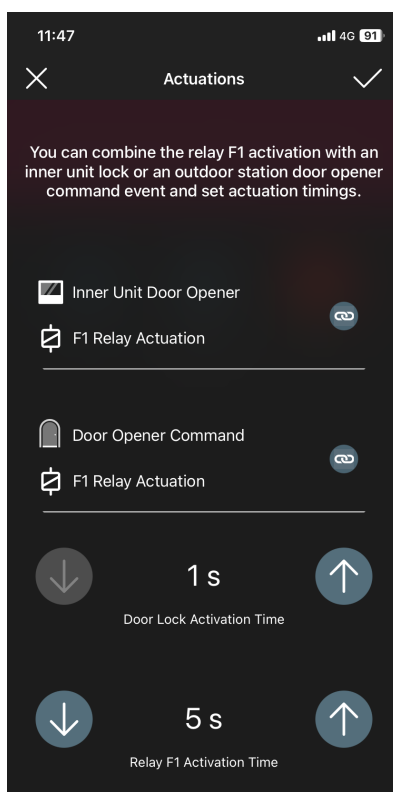 11:47 4G 91
Actuations
You can combine the relay F1 activation with an
inner unit lock or an outdoor station door opener
command event and set actuation timings.
Inner Unit Door Opener
F1 Relay Actuation
Door Opener Command
F1 Relay Actuation
1 s
Door Lock Activation Time
5 s
Relay F1 Activation Time